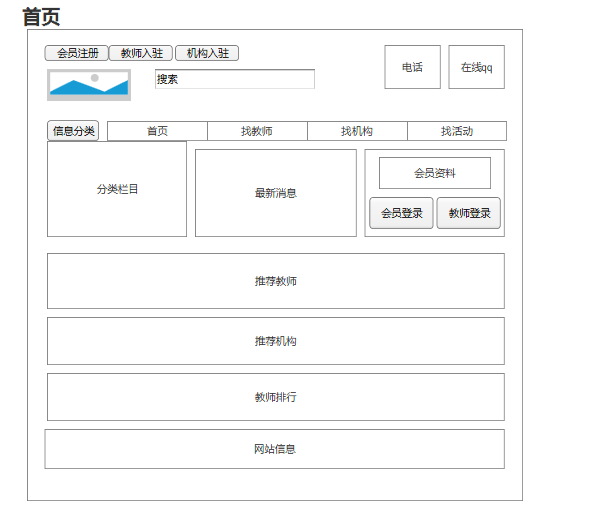 首页
会员注册 教师入驻 机构入驻
电话 在线qq
搜索
信息分类 首页 找教师 找机构 找活动
分类栏目 最新消息 会员资料
会员登录 教师登录
推荐教师
推荐机构
教师排行
网站信息